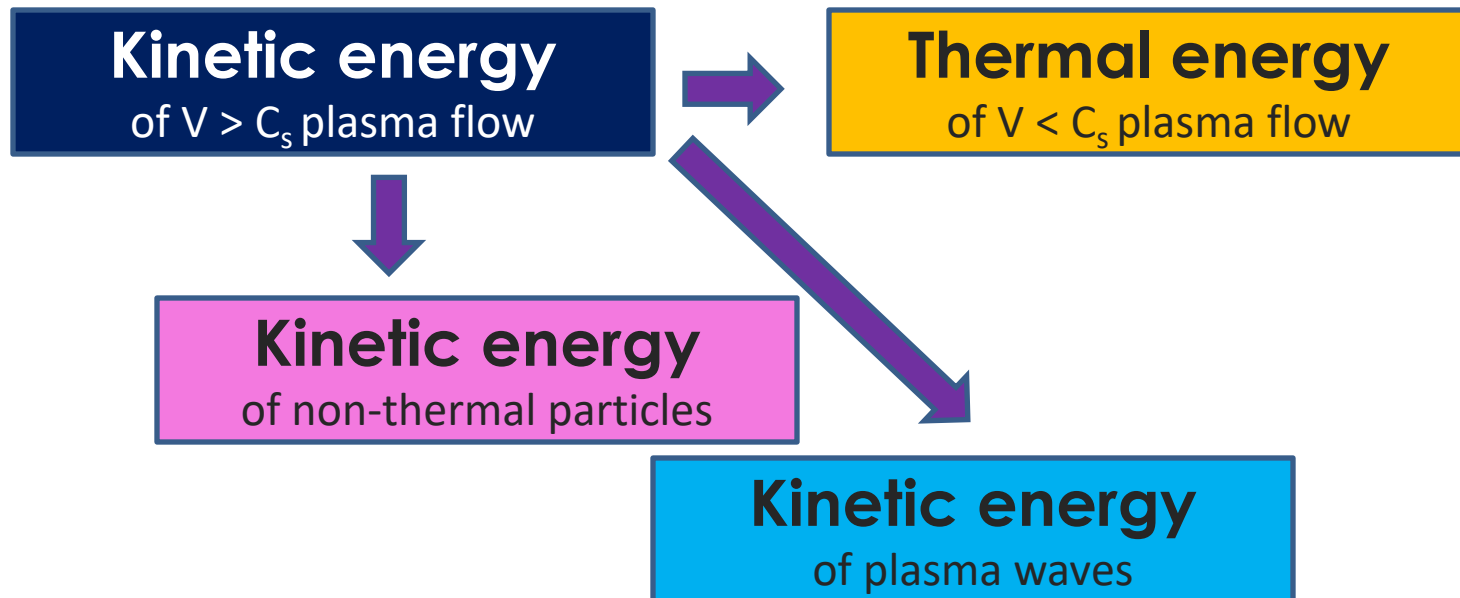 Kinetic energy
of V > Cₛ plasma flow
Thermal energy
of V < Cₛ plasma flow
Kinetic energy
of non-thermal particles
Kinetic energy
of plasma waves